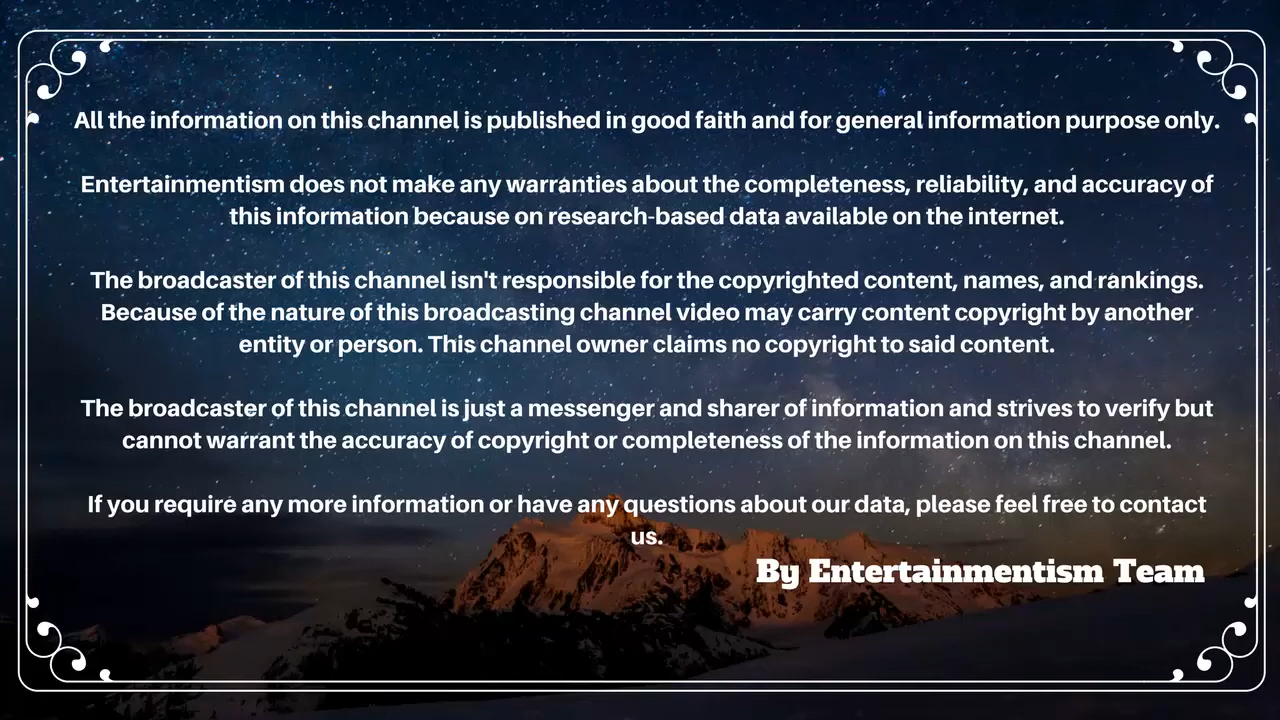 All the information on this channel is published in good faith and for general information purpose only.
Entertainmentism does not make any warranties about the completeness, reliability, and accuracy of
this information because on research-based data available on the internet.
The broadcaster of this channel isn't responsible for the copyrighted content, names, and rankings.
Because of the nature of this broadcasting channel video may carry content copyright by another
entity or person. This channel owner claims no copyright to said content.
The broadcaster of this channel is just a messenger and sharer of information and strives to verify but
cannot warrant the accuracy of copyright or completeness of the information on this channel.
If you require any more information or have any questions about our data, please feel free to contact
us.
By Entertainmentism Team